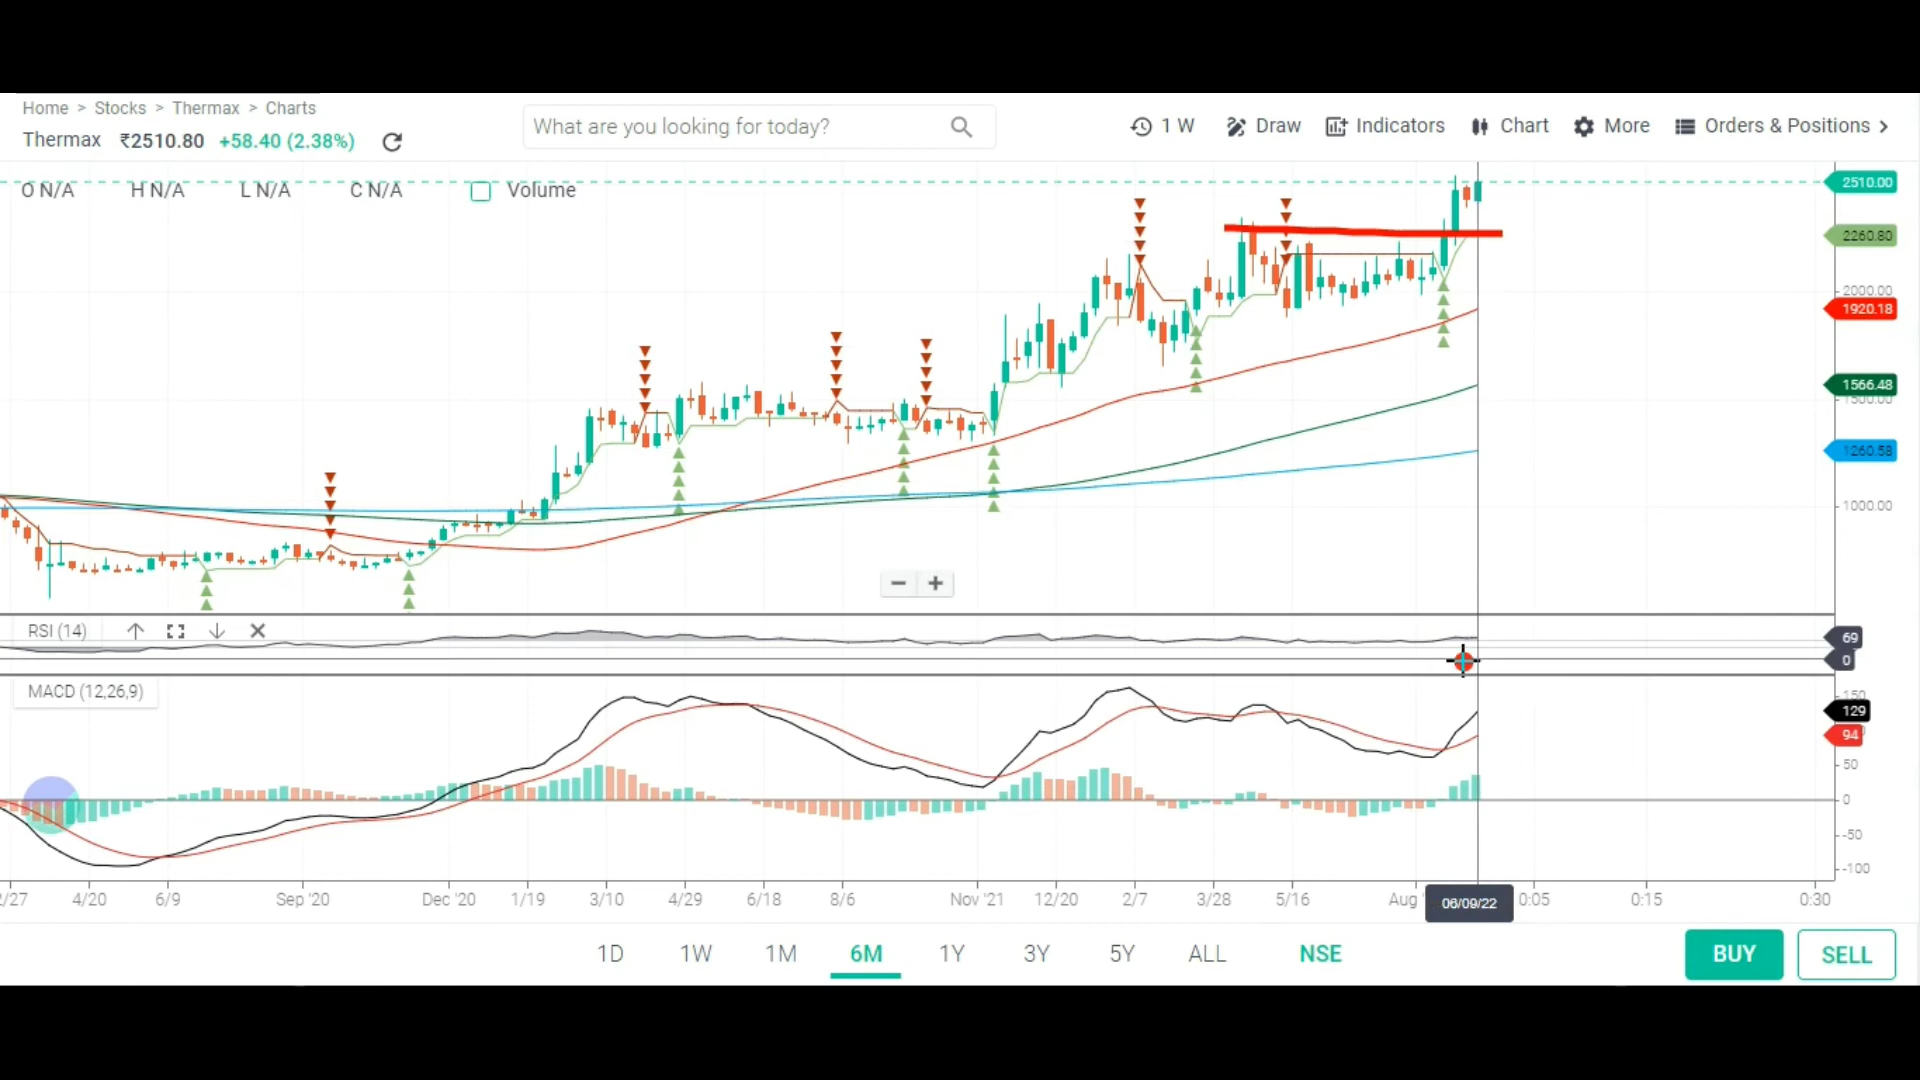 Home > Stocks > Thermax > Charts
Thermax ₹2510.80 +58.40 (2.38%)
What are you looking for today?
1 W Draw Indicators Chart More Orders & Positions >
O N/A H N/A L N/A C N/A Volume
2510.00
2260.80
2000.00
1920.18
1566.48
1500.00
1260.58
1000.00
RSI (14)
69
0
MACD (12,26,9)
150
129
94
50
0
-50
-100
/27 4/20 6/9 Sep '20 Dec '20 1/19 3/10 4/29 6/18 8/6 Nov '21 12/20 2/7 3/28 5/16 Aug 06/09/22 0:05 0:15 0:30
1D 1W 1M 6M 1Y 3Y 5Y ALL NSE
BUY SELL